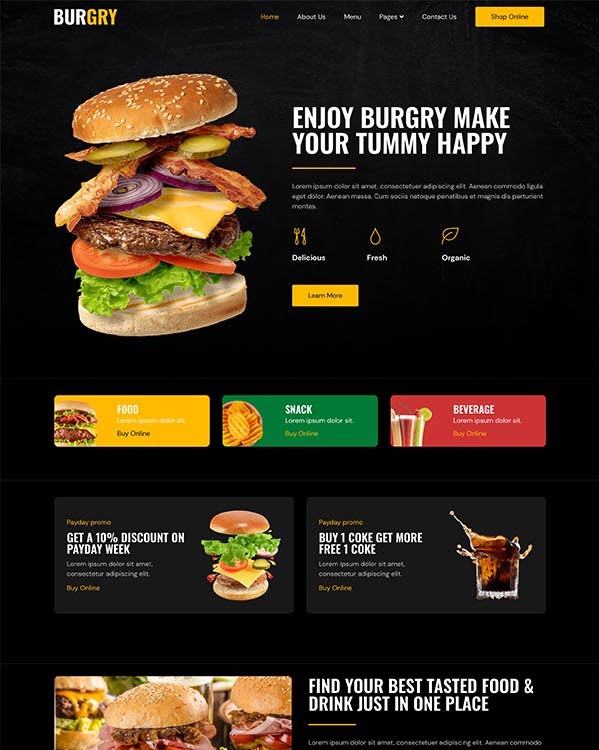 BURGRY
Home
About Us
Menu
Pages
Contact Us
Shop Online
ENJOY BURGRY MAKE
YOUR TUMMY HAPPY
Lorem ipsum dolor sit amet, consectetuer adipiscing elit. Aenean commodo ligula
eget dolor. Aenean massa. Cum sociis natoque penatibus et magnis dis parturient
montes.
Delicious
Fresh
Organic
Learn More
FOOD
Lorem ipsum dolor sit.
Buy Online
SNACK
Lorem ipsum dolor sit.
Buy Online
BEVERAGE
Lorem ipsum dolor sit.
Buy Online
Payday promo
GET A 10% DISCOUNT ON
PAYDAY WEEK
Lorem ipsum dolor sit amet,
consectetur adipiscing elit.
Buy Online
Payday promo
BUY 1 COKE GET MORE
FREE 1 COKE
Lorem ipsum dolor sit amet,
consectetur adipiscing elit.
Buy Online
FIND YOUR BEST TASTED FOOD &
DRINK JUST IN ONE PLACE
Lorem ipsum dolor sit amet, consectetuer adipiscing elit. Aenean commodo